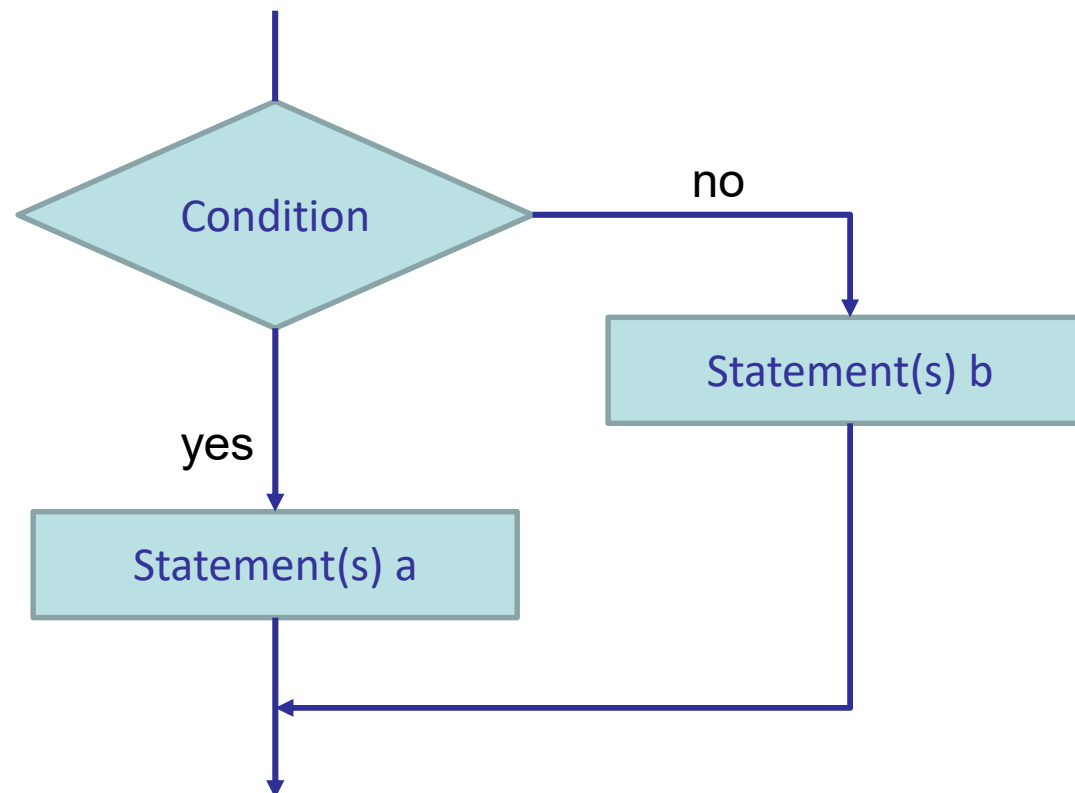 Condition
no
Statement(s) b
yes
Statement(s) a